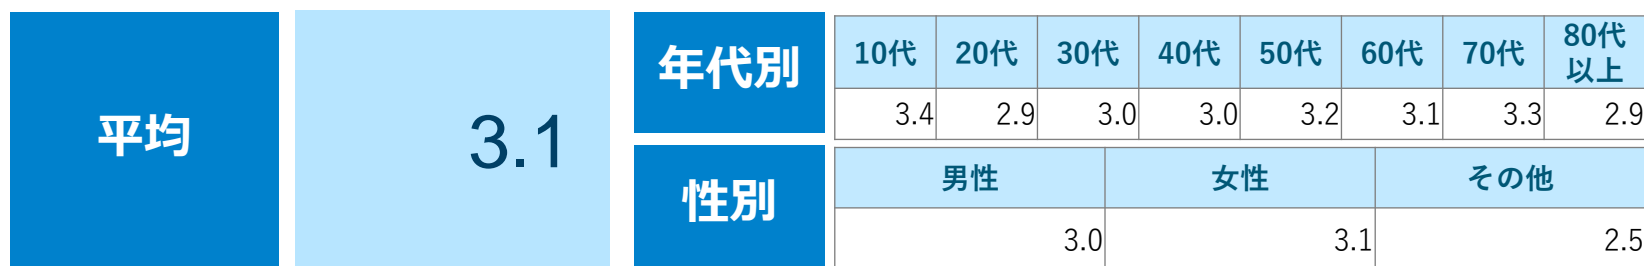 平均
3.1
年代別
10代 20代 30代 40代 50代 60代 70代 80代
以上
3.4 2.9 3.0 3.0 3.2 3.1 3.3 2.9
性別
男性 女性 その他
3.0 3.1 2.5